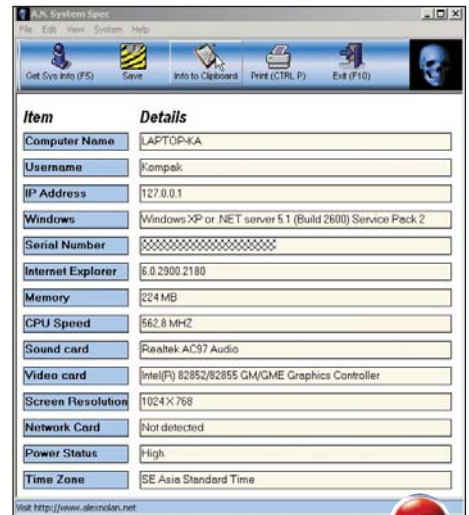 A.N. System Spec
File Edit View System Help
Get Sys Info (F5) Save Info to Clipboard Print (CTRL P) Exit (F10)
Item Details
Computer Name LAPTOP-KA
Username Kompak
IP Address 127.0.0.1
Windows Windows XP or .NET server 5.1 (Build 2600) Service Pack 2
Serial Number
Internet Explorer 6.0.2900.2180
Memory 224 MB
CPU Speed 562,8 MHZ
Sound card Realtek AC97 Audio
Video card Intel(R) 82852/82855 GM/GME Graphics Controller
Screen Resolution 1024 X 768
Network Card Not detected
Power Status High
Time Zone SE Asia Standard Time
Visit http://www.alexnolan.net